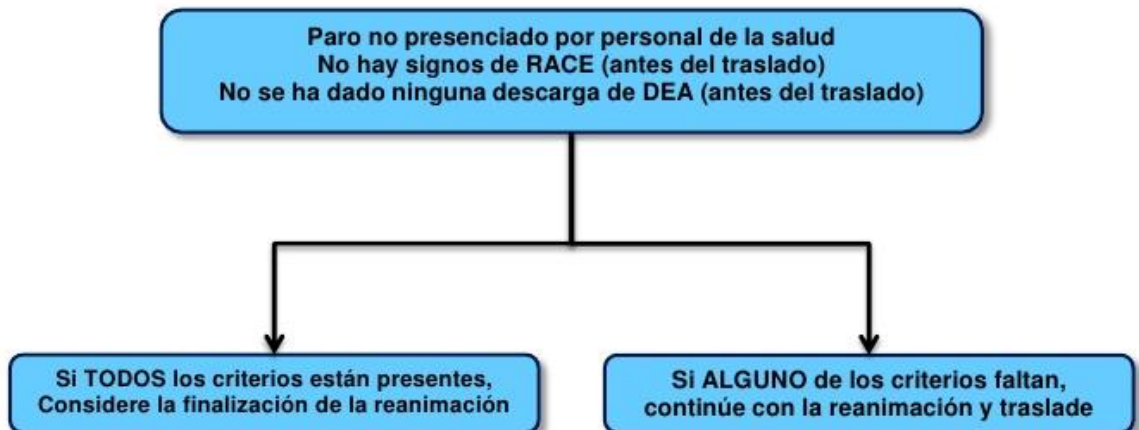 Paro no presenciado por personal de la salud
No hay signos de RACE (antes del traslado)
No se ha dado ninguna descarga de DEA (antes del traslado)
Si TODOS los criterios están presentes,
Considere la finalización de la reanimación
Si ALGUNO de los criterios faltan,
continúe con la reanimación y traslade